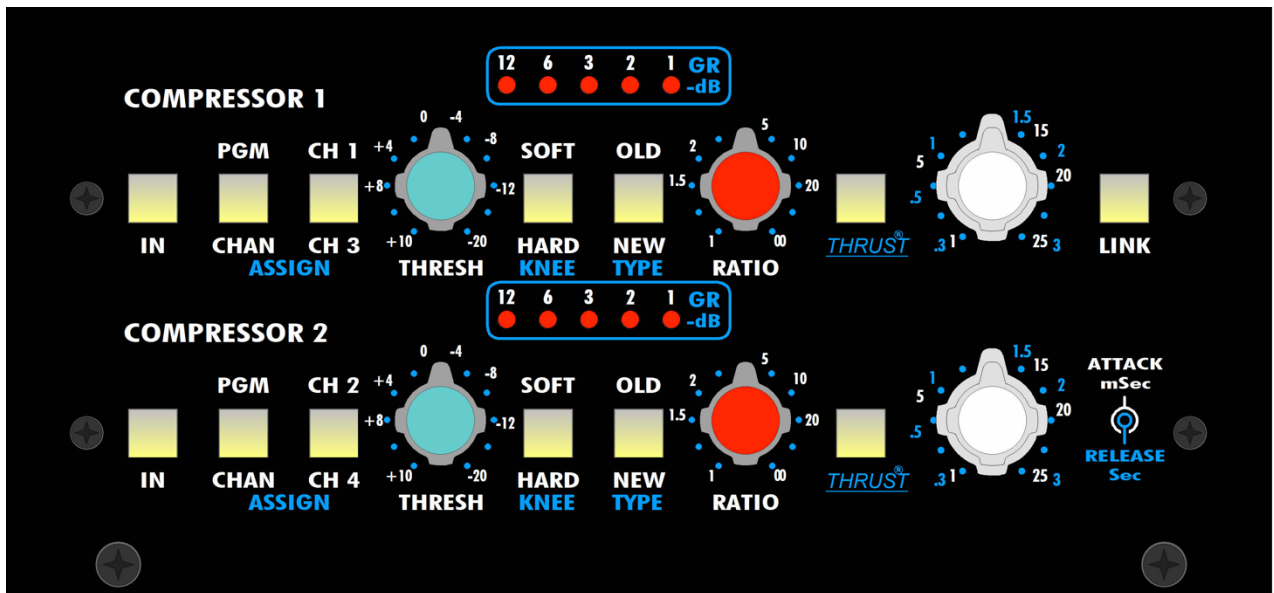 12 6 3 2 1 GR
-dB
COMPRESSOR 1
0 -4
+4 -8
+8 -12
+10 -20
PGM CH 1
IN CHAN CH 3
ASSIGN
THRESH
SOFT OLD
HARD NEW
KNEE TYPE
5
2 10
1.5 20
1 00
RATIO
THRUST®
1.5 15
1 2
5 20
.5
.3 1 25 3
LINK
12 6 3 2 1 GR
-dB
COMPRESSOR 2
0 -4
+4 -8
+8 -12
+10 -20
PGM CH 2
IN CHAN CH 4
ASSIGN
THRESH
SOFT OLD
HARD NEW
KNEE TYPE
5
2 10
1.5 20
1 00
RATIO
THRUST®
1.5 15
1 2
5 20
.5
.3 1 25 3
ATTACK
mSec
RELEASE
Sec